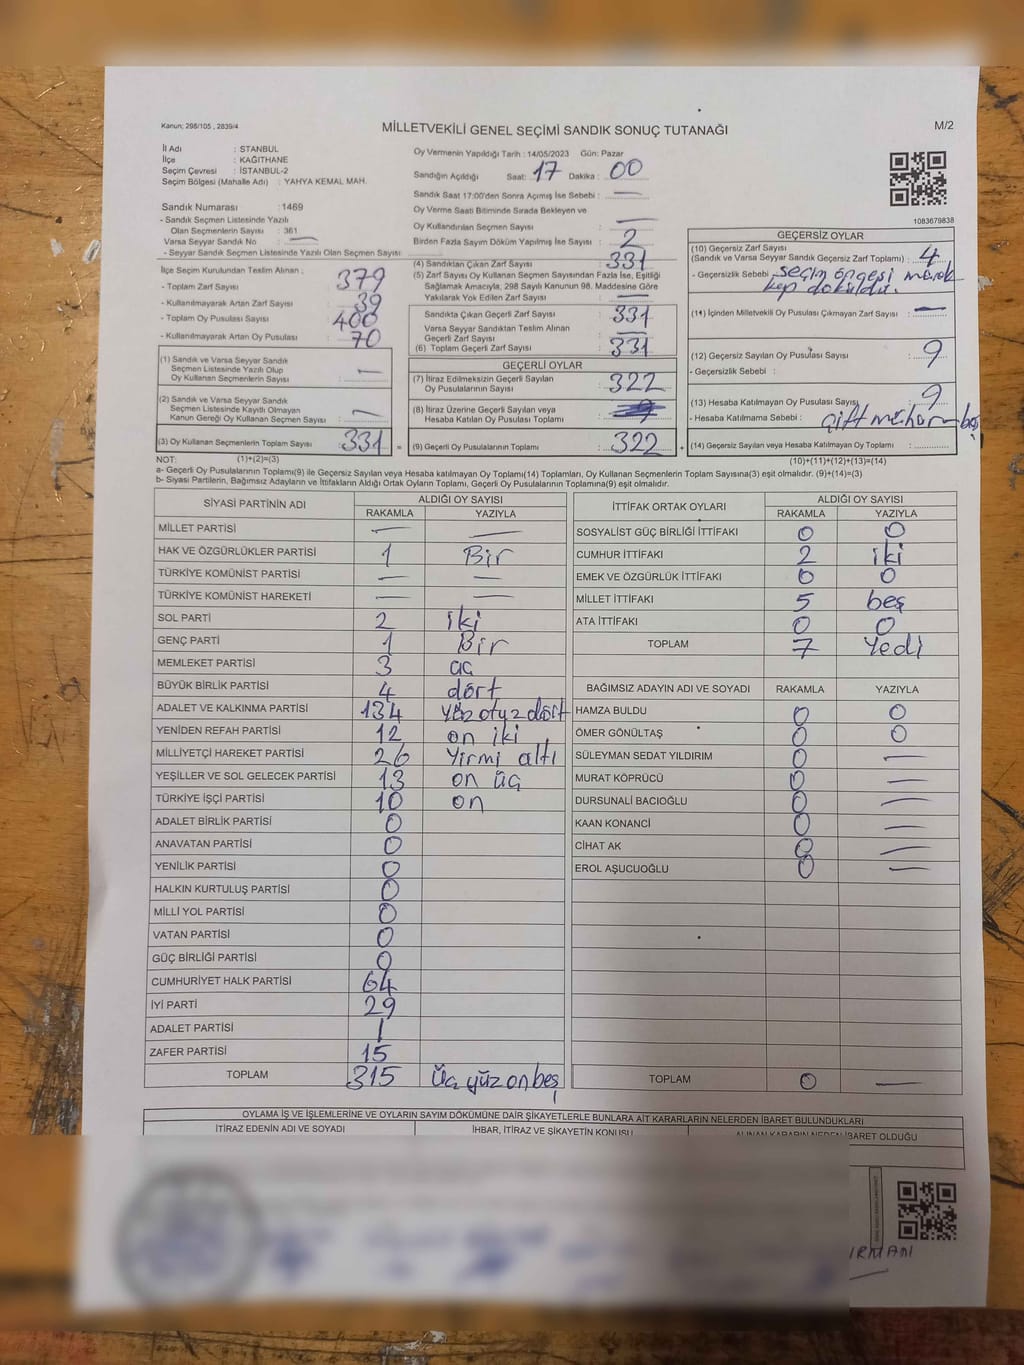 Kanun; 298/105 , 2839/4
MİLLETVEKİLİ GENEL SEÇİMİ SANDIK SONUÇ TUTANAĞI
M/2
İl Adı : STANBUL
İlçe : KAĞITHANE
Seçim Çevresi : İSTANBUL-2
Seçim Bölgesi (Mahalle Adı) : YAHYA KEMAL MAH.
Sandık Numarası : 1469
- Sandık Seçmen Listesinde Yazılı
Olan Seçmenlerin Sayısı : 361
Varsa Seyyar Sandık No : —
- Seyyar Sandık Seçmen Listesinde Yazılı Olan Seçmen Sayısı :
Oy Vermenin Yapıldığı Tarih : 14/05/2023 Gün: Pazar
Sandığın Açıldığı Saat: 17 Dakika : 00
Sandık Saat 17:00'den Sonra Açımış İse Sebebi : —
Oy Verme Saati Bitiminde Sırada Bekleyen ve
Oy Kullandırılan Seçmen Sayısı : —
Birden Fazla Sayım Döküm Yapılmış İse Sayısı : 2
1083679838
İlçe Seçim Kurulundan Teslim Alınan ;
- Toplam Zarf Sayısı : 379
- Kullanılmayarak Artan Zarf Sayısı : 39
- Toplam Oy Pusulası Sayısı : 400
- Kullanılmayarak Artan Oy Pusulası : 70
(4) Sandıktan Çıkan Zarf Sayısı : 331
(5) Zarf Sayısı Oy Kullanan Seçmen Sayısından Fazla İse, Eşitliği
Sağlamak Amacıyla, 298 Sayılı Kanunun 98. Maddesine Göre
Yakılarak Yok Edilen Zarf Sayısı : —
Sandıkta Çıkan Geçerli Zarf Sayısı : 331
Varsa Seyyar Sandıktan Teslim Alınan
Geçerli Zarf Sayısı : —
(6) Toplam Geçerli Zarf Sayısı : 331
GEÇERSİZ OYLAR
(10) Geçersiz Zarf Sayısı
(Sandık ve Varsa Seyyar Sandık Geçersiz Zarf Toplamı) : 4
- Geçersizlik Sebebi :
(11) İçinden Milletvekili Oy Pusulası Çıkmayan Zarf Sayısı : —
(12) Geçersiz Sayılan Oy Pusulası Sayısı : 9
- Geçersizlik Sebebi :
(13) Hesaba Katılmayan Oy Pusulası Sayısı : 9
- Hesaba Katılmama Sebebi :
(14) Geçersiz Sayılan veya Hesaba Katılmayan Oy Toplamı :
(1) Sandık ve Varsa Seyyar Sandık
Seçmen Listesinde Yazılı Olup
Oy Kullanan Seçmenlerin Sayısı : —
(2) Sandık ve Varsa Seyyar Sandık
Seçmen Listesinde Kayıtlı Olmayan
Kanun Gereği Oy Kullanan Seçmen Sayısı : —
(3) Oy Kullanan Seçmenlerin Toplam Sayısı : 331 =
GEÇERLİ OYLAR
(7) İtiraz Edilmeksizin Geçerli Sayılan
Oy Pusulalarının Sayısı : 322
(8) İtiraz Üzerine Geçerli Sayılan veya
Hesaba Katılan Oy Pusulası Toplamı :
(9) Geçerli Oy Pusulalarının Toplamı : 322 +
NOT: (1)+(2)=(3) (10)+(11)+(12)+(13)=(14)
a- Geçerli Oy Pusulalarının Toplamı(9) ile Geçersiz Sayılan veya Hesaba katılmayan Oy Toplamı(14) Toplamları, Oy Kullanan Seçmenlerin Toplam Sayısına(3) eşit olmalıdır. (9)+(14)=(3)
b- Siyasi Partilerin, Bağımsız Adayların ve İttifakların Aldığı Ortak Oyların Toplamı, Geçerli Oy Pusulalarının Toplamına(9) eşit olmalıdır.
SİYASİ PARTİNİN ADI ALDIĞI OY SAYISI
RAKAMLA YAZIYLA
MİLLET PARTİSİ — —
HAK VE ÖZGÜRLÜKLER PARTİSİ 1 Bir
TÜRKİYE KOMÜNİST PARTİSİ — —
TÜRKİYE KOMÜNİST HAREKETİ — —
SOL PARTİ 2 iki
GENÇ PARTİ 1 Bir
MEMLEKET PARTİSİ 3 üç
BÜYÜK BİRLİK PARTİSİ 4 dört
ADALET VE KALKINMA PARTİSİ 134 yüz otuz dört
YENİDEN REFAH PARTİSİ 12 on iki
MİLLİYETÇİ HAREKET PARTİSİ 26 Yirmi altı
YEŞİLLER VE SOL GELECEK PARTİSİ 13 on üç
TÜRKİYE İŞÇİ PARTİSİ 10 on
ADALET BİRLİK PARTİSİ 0
ANAVATAN PARTİSİ 0
YENİLİK PARTİSİ 0
HALKIN KURTULUŞ PARTİSİ 0
MİLLİ YOL PARTİSİ 0
VATAN PARTİSİ 0
GÜÇ BİRLİĞİ PARTİSİ 0
CUMHURİYET HALK PARTİSİ 64
İYİ PARTİ 29
ADALET PARTİSİ 1
ZAFER PARTİSİ 15
TOPLAM 315 üç yüz on beş
İTTİFAK ORTAK OYLARI ALDIĞI OY SAYISI
RAKAMLA YAZIYLA
SOSYALİST GÜÇ BİRLİĞİ İTTİFAKI 0 0
CUMHUR İTTİFAKI 2 iki
EMEK VE ÖZGÜRLÜK İTTİFAKI 0 0
MİLLET İTTİFAKI 5 beş
ATA İTTİFAKI 0 0
TOPLAM 7 Yedi
BAĞIMSIZ ADAYIN ADI VE SOYADI RAKAMLA YAZIYLA
HAMZA BULDU 0 0
ÖMER GÖNÜLTAŞ 0 0
SÜLEYMAN SEDAT YILDIRIM 0 —
MURAT KÖPRÜCÜ 0 —
DURSUNALİ BACIOĞLU 0 —
KAAN KONANCİ 0 —
CİHAT AK 0 —
EROL AŞUCUOĞLU 0 —
TOPLAM 0 —
OYLAMA İŞ VE İŞLEMLERİNE VE OYLARIN SAYIM DÖKÜMÜNE DAİR ŞİKAYETLERLE BUNLARA AİT KARARLARIN NELERDEN İBARET BULUNDUKLARI
İTİRAZ EDENİN ADI VE SOYADI İHBAR, İTİRAZ VE ŞİKAYETİN KONUSU ALINAN KARARIN NEDEN İBARET OLDUĞU